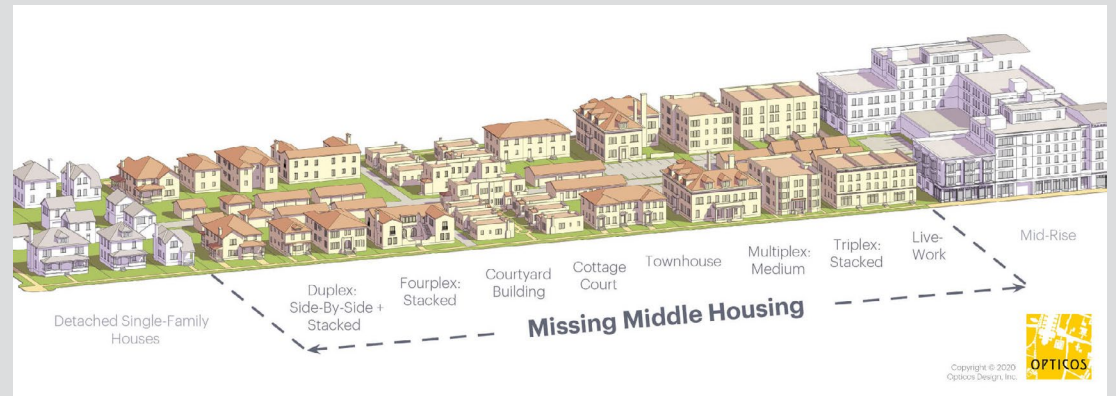 Detached Single-Family
Houses
Duplex:
Side-By-Side +
Stacked
Fourplex:
Stacked
Courtyard
Building
Cottage
Court
Townhouse
Multiplex:
Medium
Triplex:
Stacked
Live-
Work
Mid-Rise
Missing Middle Housing
Copyright © 2020
Opticos Design, Inc.
OPTICOS